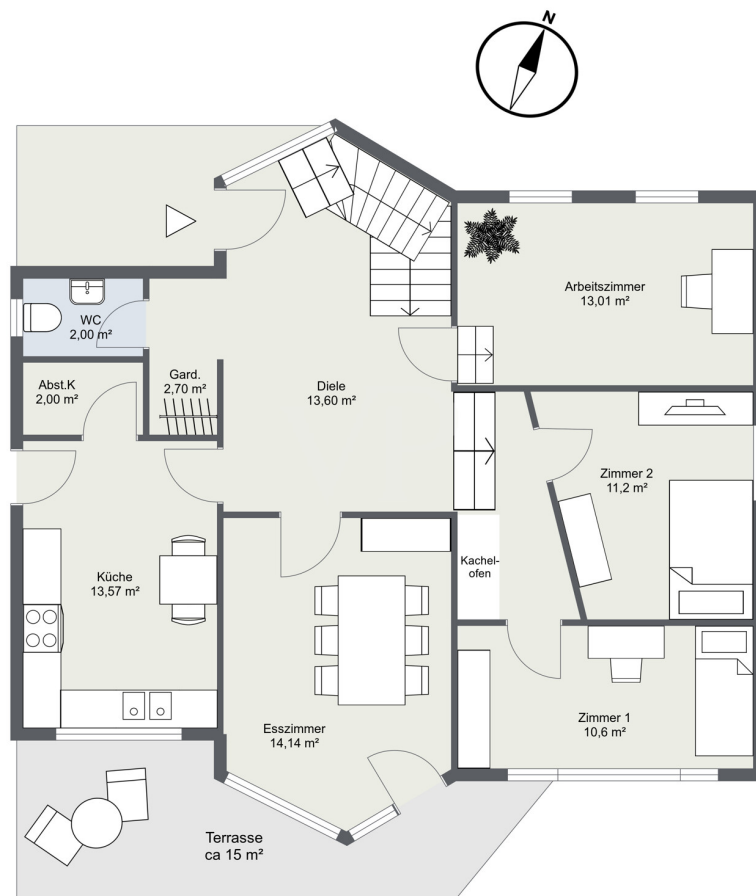 N
Arbeitszimmer
13,01 m²
WC
2,00 m²
Abst.K
2,00 m²
Gard.
2,70 m²
Diele
13,60 m²
Zimmer 2
11,2 m²
Kachel-
ofen
Küche
13,57 m²
Esszimmer
14,14 m²
Zimmer 1
10,6 m²
Terrasse
ca 15 m²